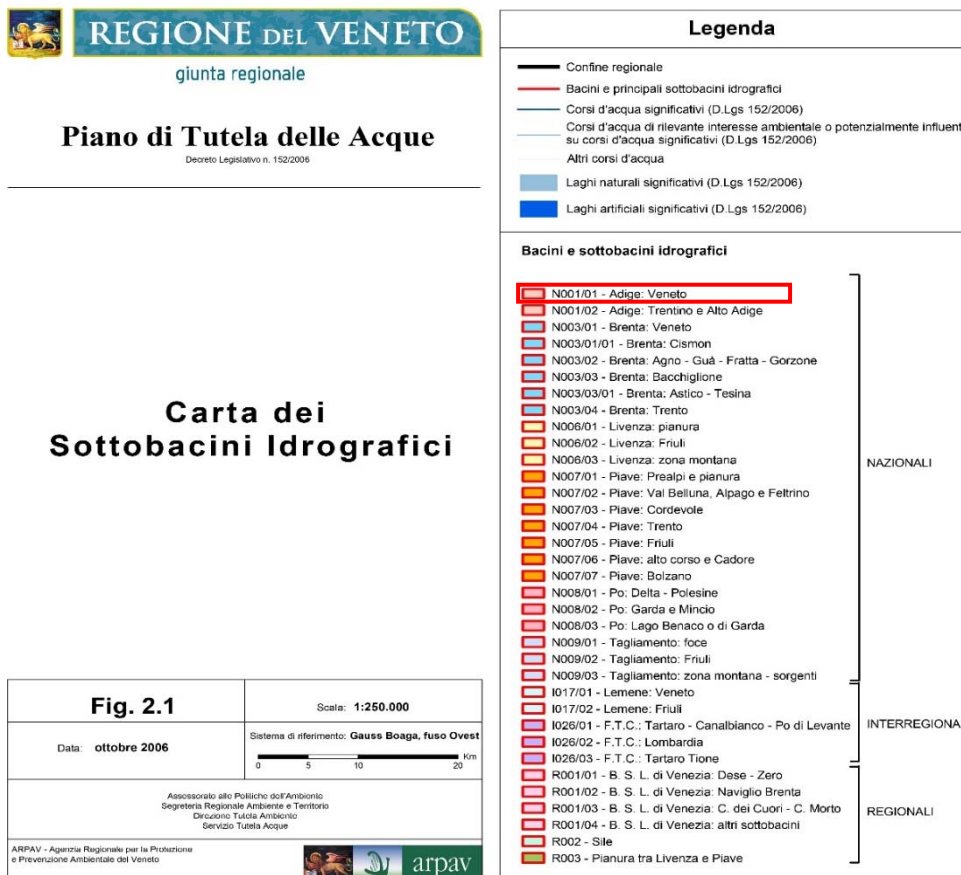 REGIONE DEL VENETO
giunta regionale
Piano di Tutela delle Acque
Decreto Legislativo n. 152/2006
Carta dei
Sottobacini Idrografici
Fig. 2.1
Scala: 1:250.000
Data: ottobre 2006
Sistema di riferimento: Gauss Boaga, fuso Ovest
Km
0 5 10 20
Assessorato alle Politiche dell'Ambiente
Segreteria Regionale Ambiente e Territorio
Direzione Tutela Ambiente
Servizio Tutela Acque
ARPAV - Agenzia Regionale per la Protezione
e Prevenzione Ambientale del Veneto
arpav
Legenda
Confine regionale
Bacini e principali sottobacini idrografici
Corsi d'acqua significativi (D.Lgs 152/2006)
Corsi d'acqua di rilevante interesse ambientale o potenzialmente influent
su corsi d'acqua significativi (D.Lgs 152/2006)
Altri corsi d'acqua
Laghi naturali significativi (D.Lgs 152/2006)
Laghi artificiali significativi (D.Lgs 152/2006)
Bacini e sottobacini idrografici
N001/01 - Adige: Veneto
N001/02 - Adige: Trentino e Alto Adige
N003/01 - Brenta: Veneto
N003/01/01 - Brenta: Cismon
N003/02 - Brenta: Agno - Guà - Fratta - Gorzone
N003/03 - Brenta: Bacchiglione
N003/03/01 - Brenta: Astico - Tesina
N003/04 - Brenta: Trento
N006/01 - Livenza: pianura
N006/02 - Livenza: Friuli
N006/03 - Livenza: zona montana
N007/01 - Piave: Prealpi e pianura
N007/02 - Piave: Val Belluna, Alpago e Feltrino
N007/03 - Piave: Cordevole
N007/04 - Piave: Trento
N007/05 - Piave: Friuli
N007/06 - Piave: alto corso e Cadore
N007/07 - Piave: Bolzano
N008/01 - Po: Delta - Polesine
N008/02 - Po: Garda e Mincio
N008/03 - Po: Lago Benaco o di Garda
N009/01 - Tagliamento: foce
N009/02 - Tagliamento: Friuli
N009/03 - Tagliamento: zona montana - sorgenti
NAZIONALI
I017/01 - Lemene: Veneto
I017/02 - Lemene: Friuli
I026/01 - F.T.C.: Tartaro - Canalbianco - Po di Levante
I026/02 - F.T.C.: Lombardia
I026/03 - F.T.C.: Tartaro Tione
INTERREGIONA
R001/01 - B. S. L. di Venezia: Dese - Zero
R001/02 - B. S. L. di Venezia: Naviglio Brenta
R001/03 - B. S. L. di Venezia: C. dei Cuori - C. Morto
R001/04 - B. S. L. di Venezia: altri sottobacini
R002 - Sile
R003 - Pianura tra Livenza e Piave
REGIONALI